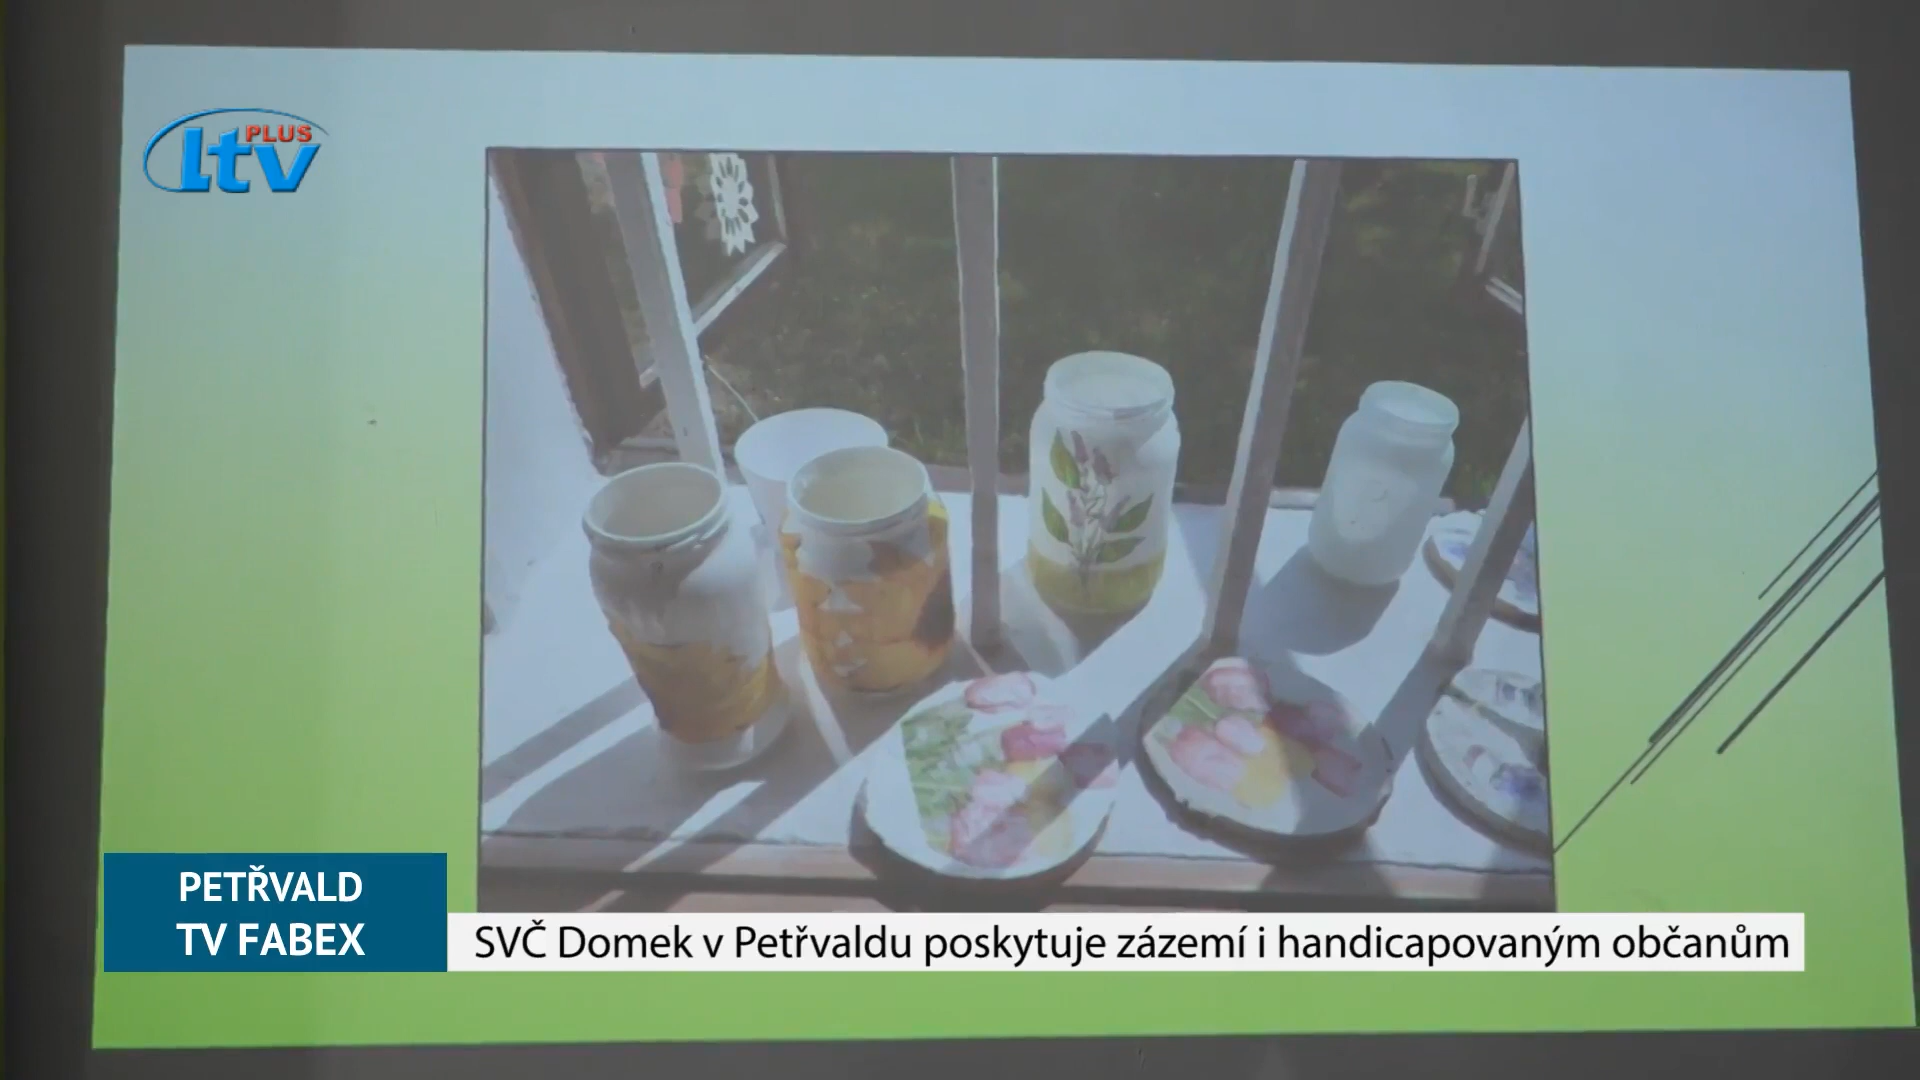 ltv PLUS
PETŘVALD
TV FABEX
SVČ Domek v Petřvaldu poskytuje zázemí i handicapovaným občanům